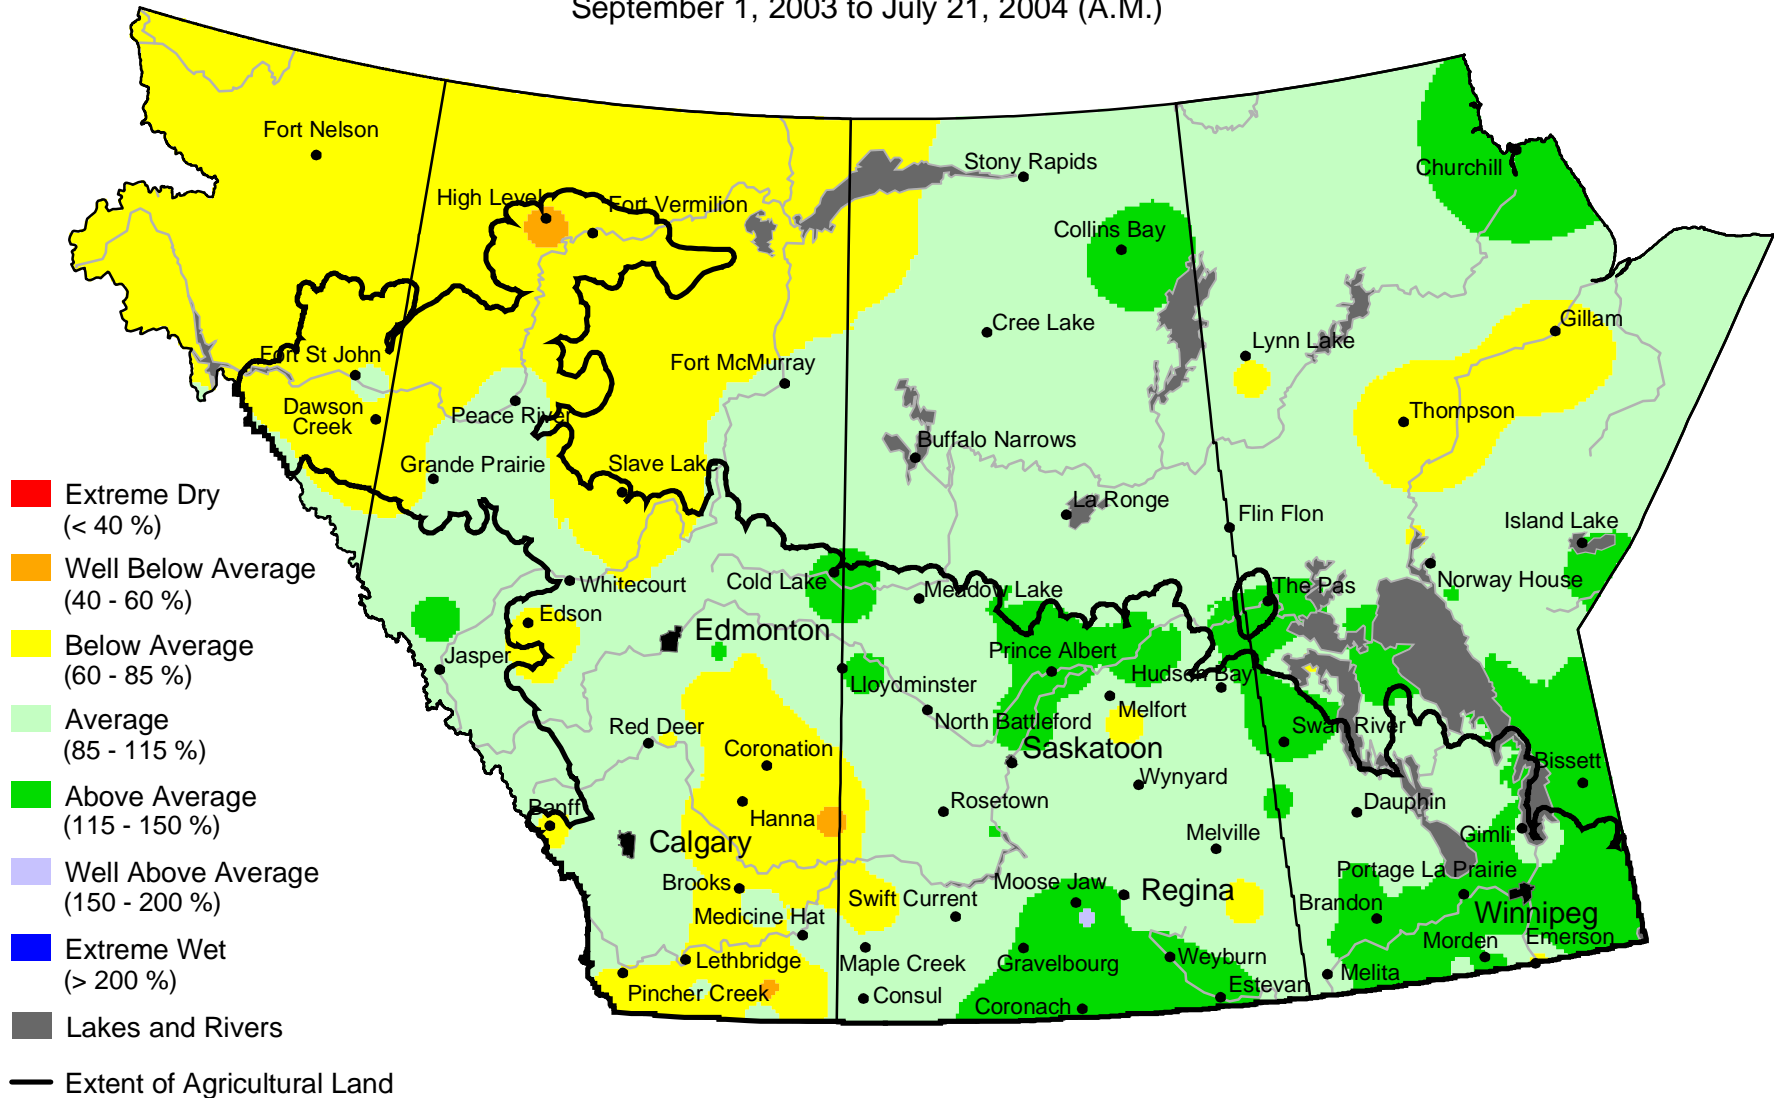 September 1, 2003 to July 21, 2004 (A.M.)
Fort Nelson
High Level
Fort Vermilion
Stony Rapids
Churchill
Collins Bay
Cree Lake
Lynn Lake
Gillam
Fort St John
Fort McMurray
Dawson
Creek
Peace River
Thompson
Buffalo Narrows
Grande Prairie
Slave Lake
La Ronge
Flin Flon
Island Lake
Whitecourt
Cold Lake
Meadow Lake
The Pas
Norway House
Edson
Edmonton
Jasper
Prince Albert
Hudson Bay
Lloydminster
North Battleford
Melfort
Red Deer
Swan River
Coronation
Saskatoon
Bissett
Wynyard
Banff
Hanna
Rosetown
Dauphin
Calgary
Melville
Gimli
Portage La Prairie
Brooks
Swift Current
Moose Jaw
Regina
Brandon
Winnipeg
Medicine Hat
Morden
Emerson
Lethbridge
Maple Creek
Gravelbourg
Weyburn
Melita
Pincher Creek
Consul
Coronach
Estevan
Extreme Dry
(< 40 %)
Well Below Average
(40 - 60 %)
Below Average
(60 - 85 %)
Average
(85 - 115 %)
Above Average
(115 - 150 %)
Well Above Average
(150 - 200 %)
Extreme Wet
(> 200 %)
Lakes and Rivers
Extent of Agricultural Land